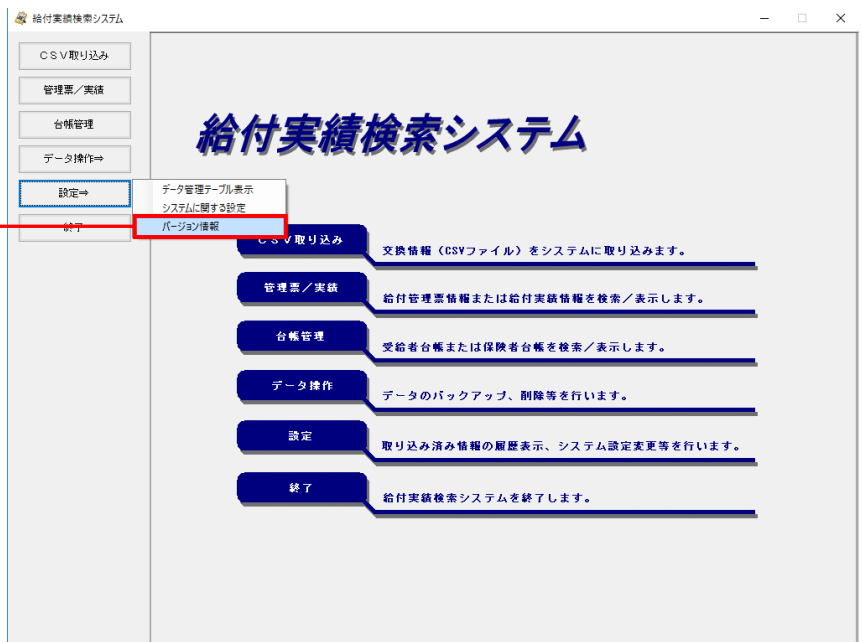 給付実績検索システム
CSV取り込み
管理票/実績
台帳管理
データ操作⇒
設定⇒
終了
データ管理テーブル表示
システムに関する設定
バージョン情報
給付実績検索システム
CSV取り込み
交換情報(CSVファイル)をシステムに取り込みます。
管理票/実績
給付管理票情報または給付実績情報を検索/表示します。
台帳管理
受給者台帳または保険者台帳を検索/表示します。
データ操作
データのバックアップ、削除等を行います。
設定
取り込み済み情報の履歴表示、システム設定変更等を行います。
終了
給付実績検索システムを終了します。